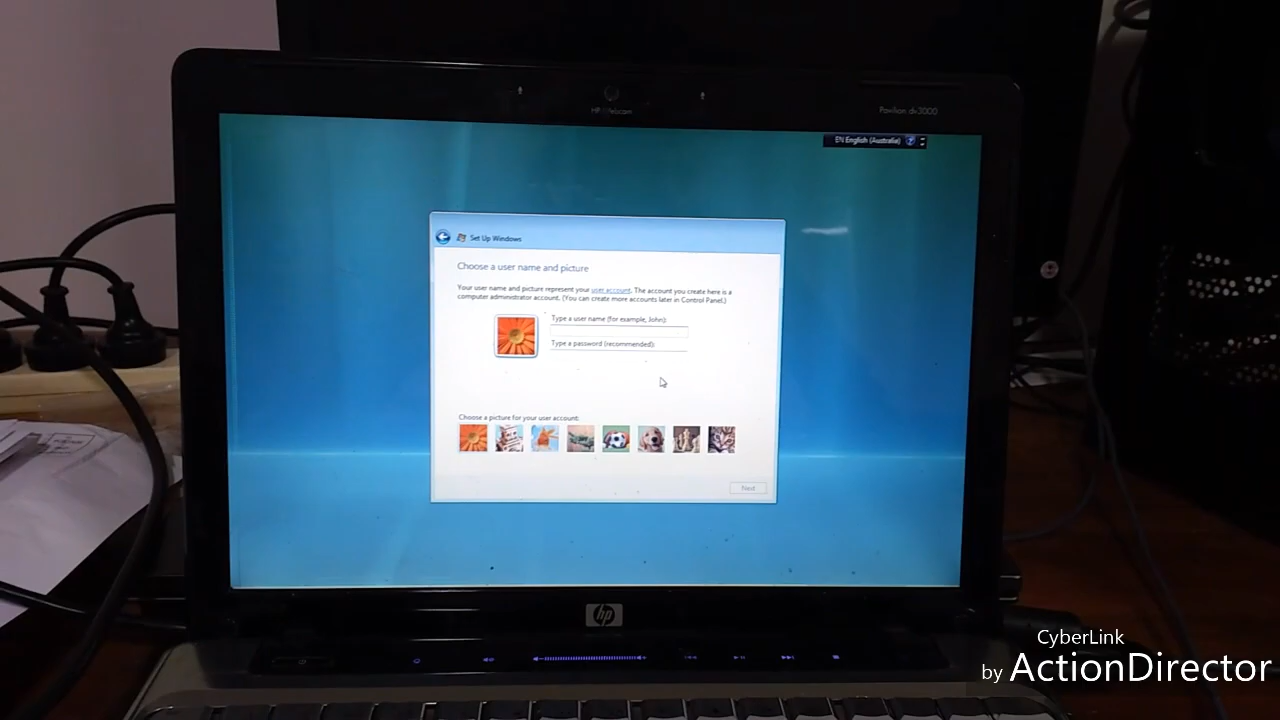 HP Webcam
Pavilion dv3000
EN English (Australia)
Set Up Windows
Choose a user name and picture
Your user name and picture represent your user account. The account you create here is a
computer administrator account. (You can create more accounts later in Control Panel.)
Type a user name (for example, John):
Type a password (recommended):
Choose a picture for your user account:
Next
hp
CyberLink
by ActionDirector